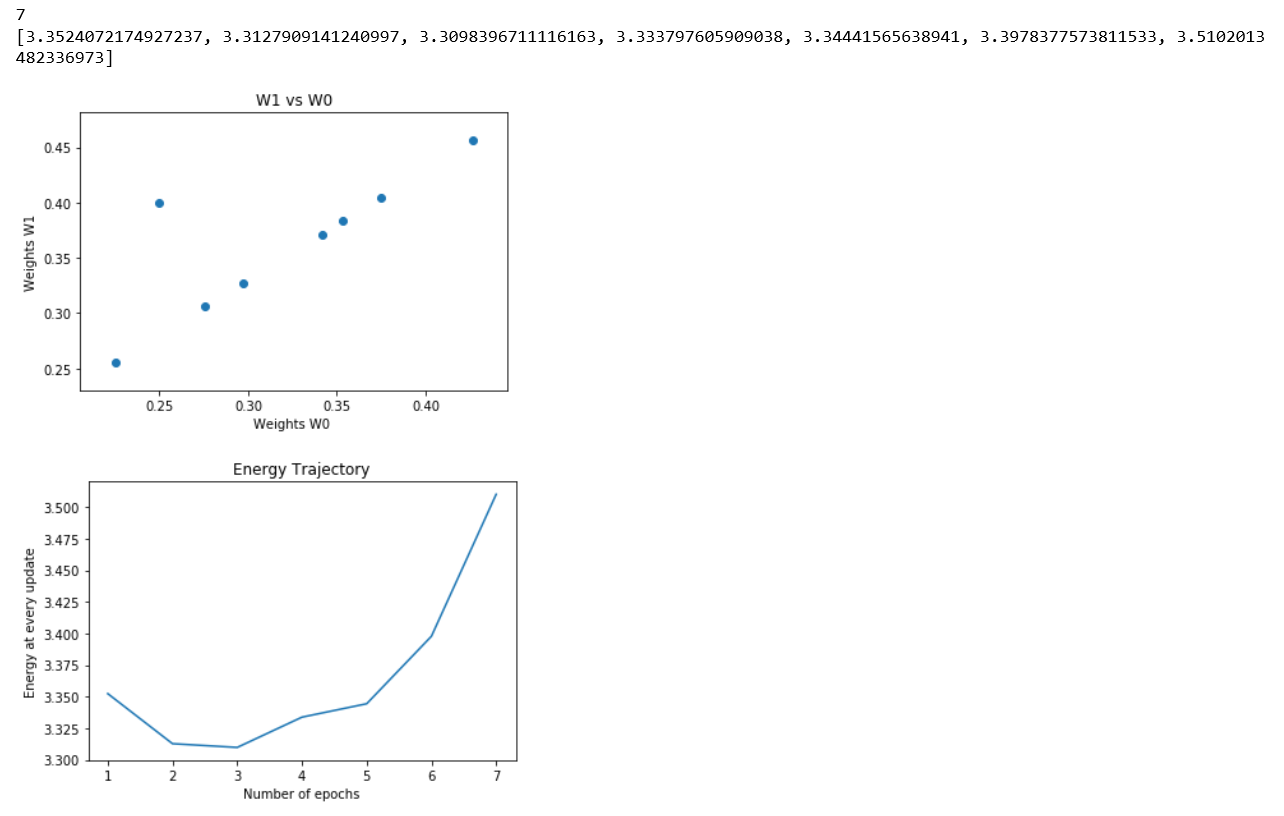 7
[3.3524072174927237, 3.3127909141240997, 3.3098396711116163, 3.333797605909038, 3.34441565638941, 3.3978377573811533, 3.5102013
482336973]
W1 vs W0
0.45
0.40
0.35
0.30
0.25
Weights W1
0.25 0.30 0.35 0.40
Weights W0
Energy Trajectory
3.500
3.475
3.450
3.425
3.400
3.375
3.350
3.325
3.300
Energy at every update
1 2 3 4 5 6 7
Number of epochs